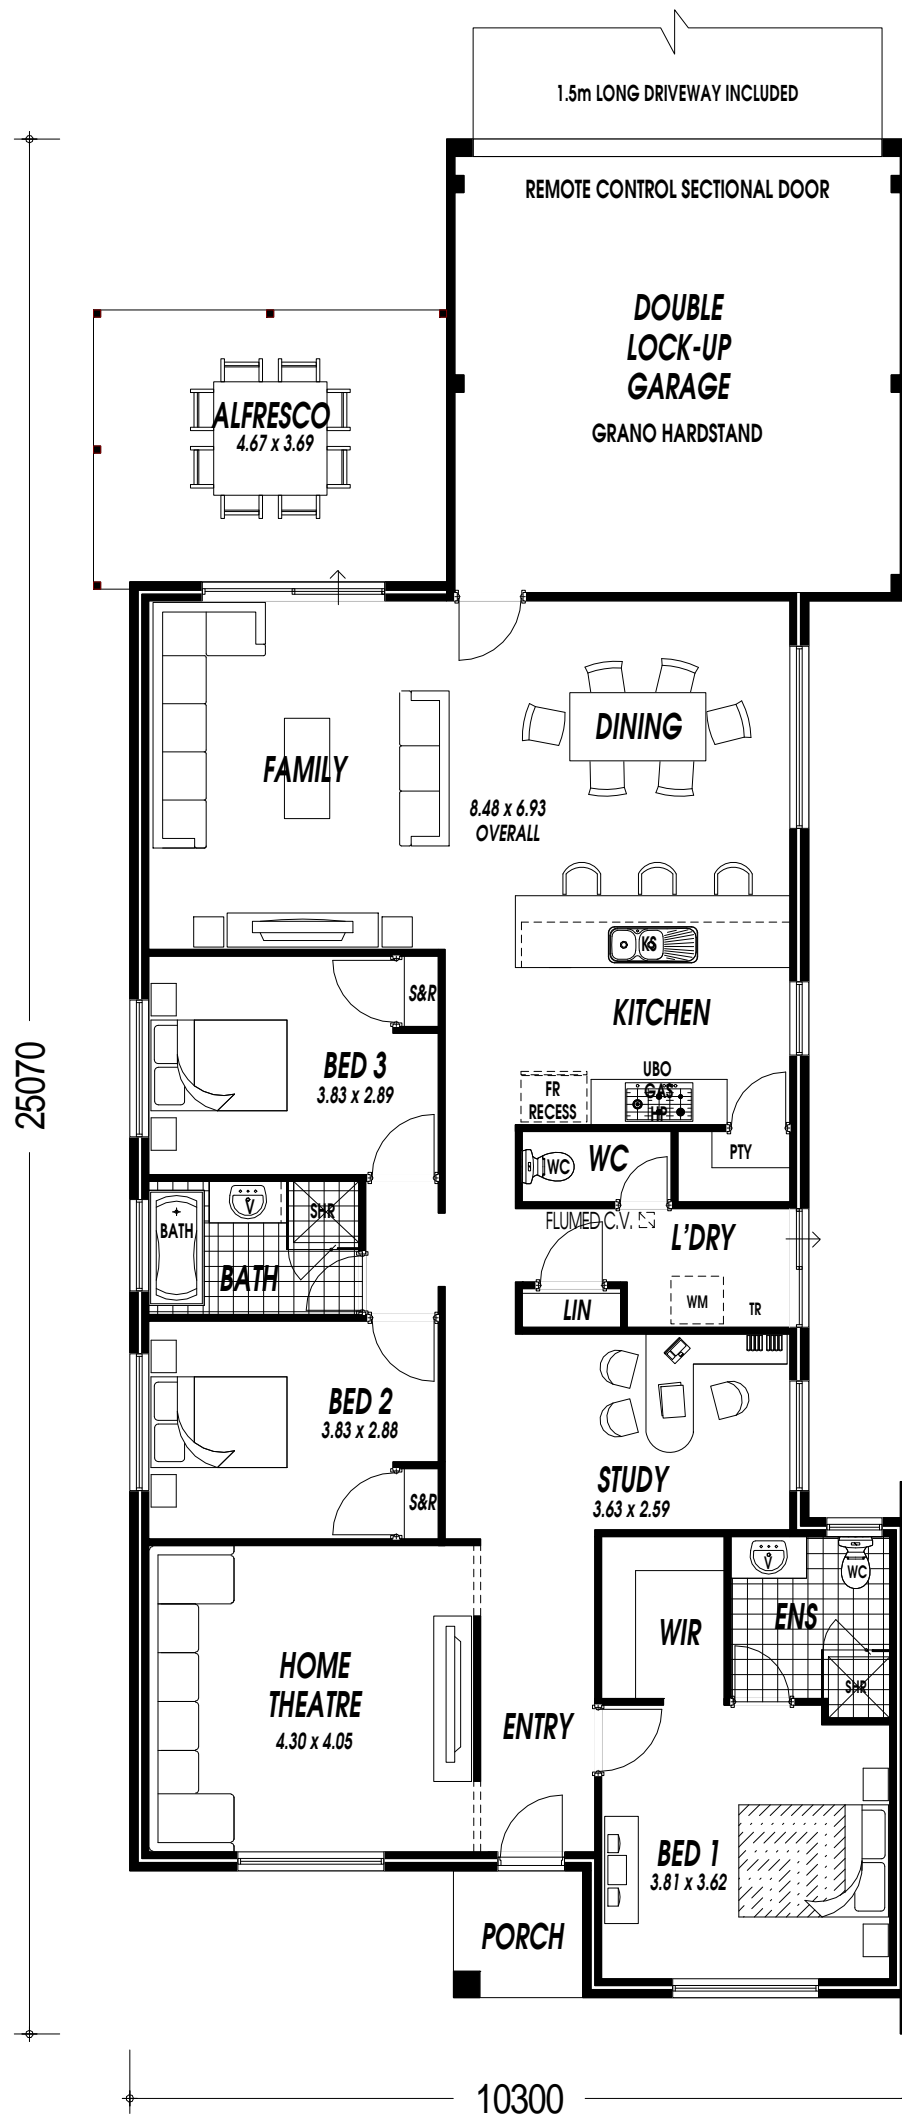 1.5m LONG DRIVEWAY INCLUDED
REMOTE CONTROL SECTIONAL DOOR
DOUBLE
LOCK-UP
GARAGE
GRANO HARDSTAND
ALFRESCO
4.67 x 3.69
DINING
FAMILY
8.48 x 6.93
OVERALL
KS
KITCHEN
S&R
BED 3
3.83 x 2.89
UBO
GAS
HP
FR
RECESS
25070
PTY
WC
WC
SHR
BATH
FLUMED C.V.
L'DRY
BATH
LIN
WM
TR
V
BED 2
3.83 x 2.88
S&R
STUDY
3.63 x 2.59
V
WC
ENS
WIR
SHR
HOME
THEATRE
4.30 x 4.05
ENTRY
BED 1
3.81 x 3.62
PORCH
10300